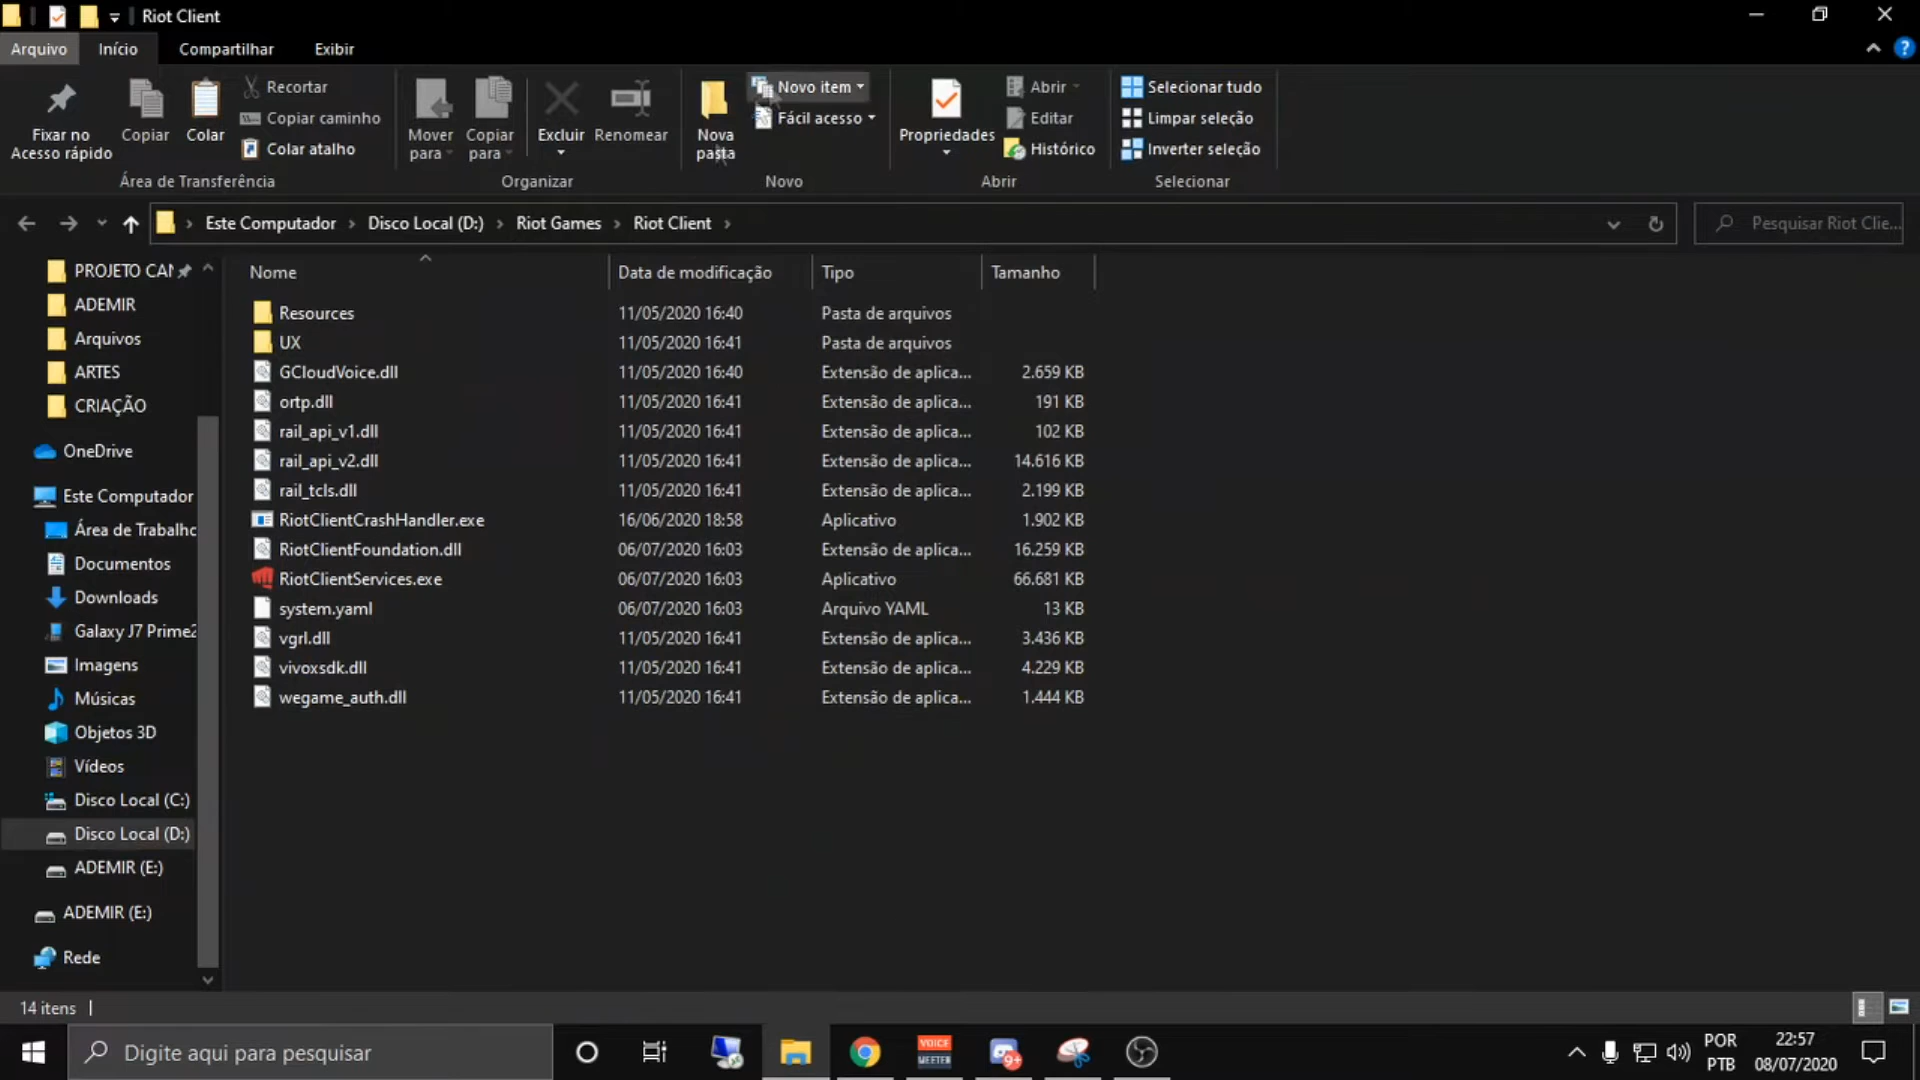 Riot Client
Arquivo Início Compartilhar Exibir
Fixar no Acesso rápido
Copiar
Colar
Recortar
Copiar caminho
Colar atalho
Área de Transferência
Mover para
Copiar para
Excluir
Renomear
Organizar
Nova pasta
Novo item
Fácil acesso
Novo
Propriedades
Abrir
Editar
Histórico
Abrir
Selecionar tudo
Limpar seleção
Inverter seleção
Selecionar
Este Computador › Disco Local (D:) › Riot Games › Riot Client ›
Pesquisar Riot Clie...
PROJETO CAN
ADEMIR
Arquivos
ARTES
CRIAÇÃO
OneDrive
Este Computador
Área de Trabalho
Documentos
Downloads
Galaxy J7 Prime2
Imagens
Músicas
Objetos 3D
Vídeos
Disco Local (C:)
Disco Local (D:)
ADEMIR (E:)
ADEMIR (E:)
Rede
Nome Data de modificação Tipo Tamanho
Resources 11/05/2020 16:40 Pasta de arquivos
UX 11/05/2020 16:41 Pasta de arquivos
GCloudVoice.dll 11/05/2020 16:40 Extensão de aplica... 2.659 KB
ortp.dll 11/05/2020 16:41 Extensão de aplica... 191 KB
rail_api_v1.dll 11/05/2020 16:41 Extensão de aplica... 102 KB
rail_api_v2.dll 11/05/2020 16:41 Extensão de aplica... 14.616 KB
rail_tcls.dll 11/05/2020 16:41 Extensão de aplica... 2.199 KB
RiotClientCrashHandler.exe 16/06/2020 18:58 Aplicativo 1.902 KB
RiotClientFoundation.dll 06/07/2020 16:03 Extensão de aplica... 16.259 KB
RiotClientServices.exe 06/07/2020 16:03 Aplicativo 66.681 KB
system.yaml 06/07/2020 16:03 Arquivo YAML 13 KB
vgrl.dll 11/05/2020 16:41 Extensão de aplica... 3.436 KB
vivoxsdk.dll 11/05/2020 16:41 Extensão de aplica... 4.229 KB
wegame_auth.dll 11/05/2020 16:41 Extensão de aplica... 1.444 KB
14 itens
Digite aqui para pesquisar
VOICE
MEETER
9+
POR
PTB
22:57
08/07/2020